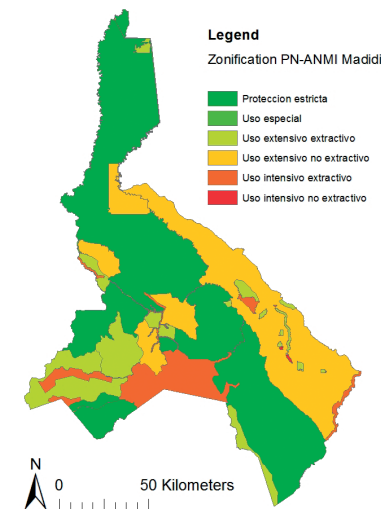 Legend
Zonification PN-ANMI Madidi
Proteccion estricta
Uso especial
Uso extensivo extractivo
Uso extensivo no extractivo
Uso intensivo extractivo
Uso intensivo no extractivo
N
0 50 Kilometers